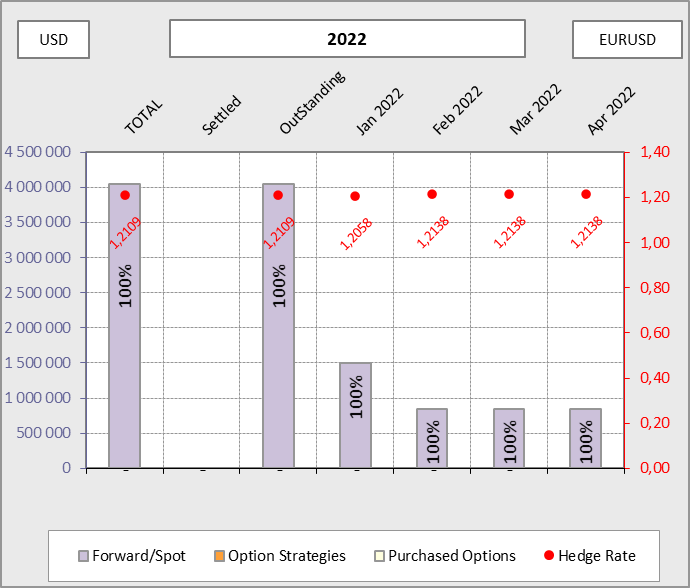 USD
2022
EURUSD
TOTAL
Settled
OutStanding
Jan 2022
Feb 2022
Mar 2022
Apr 2022
4 500 000
4 000 000
3 500 000
3 000 000
2 500 000
2 000 000
1 500 000
1 000 000
500 000
0
1,40
1,20
1,00
0,80
0,60
0,40
0,20
0,00
1,2109
1,2109
1,2058
1,2138
1,2138
1,2138
100%
100%
100%
100%
100%
100%
- - - - - - -
Forward/Spot Option Strategies Purchased Options Hedge Rate